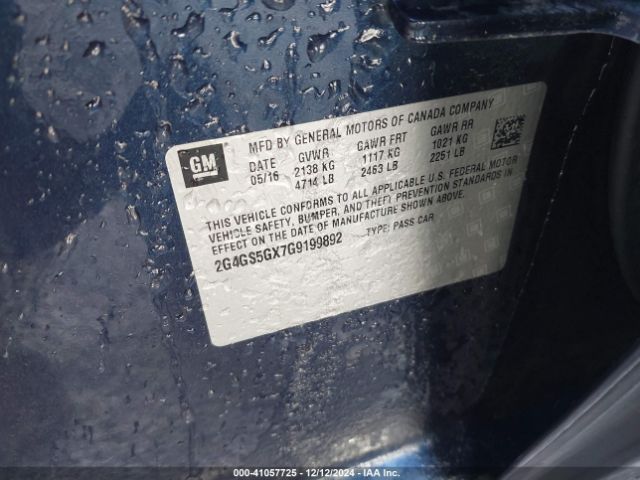 GM
MFD BY GENERAL MOTORS OF CANADA COMPANY
DATE GVWR GAWR FRT GAWR RR
05/16 2138 KG 1117 KG 1021 KG
4714 LB 2463 LB 2251 LB
THIS VEHICLE CONFORMS TO ALL APPLICABLE U.S. FEDERAL MOTOR
VEHICLE SAFETY, BUMPER, AND THEFT PREVENTION STANDARDS IN
EFFECT ON THE DATE OF MANUFACTURE SHOWN ABOVE.
2G4GS5GX7G9199892 TYPE: PASS CAR
000-41057725 - 12/12/2024 - IAAI.COM